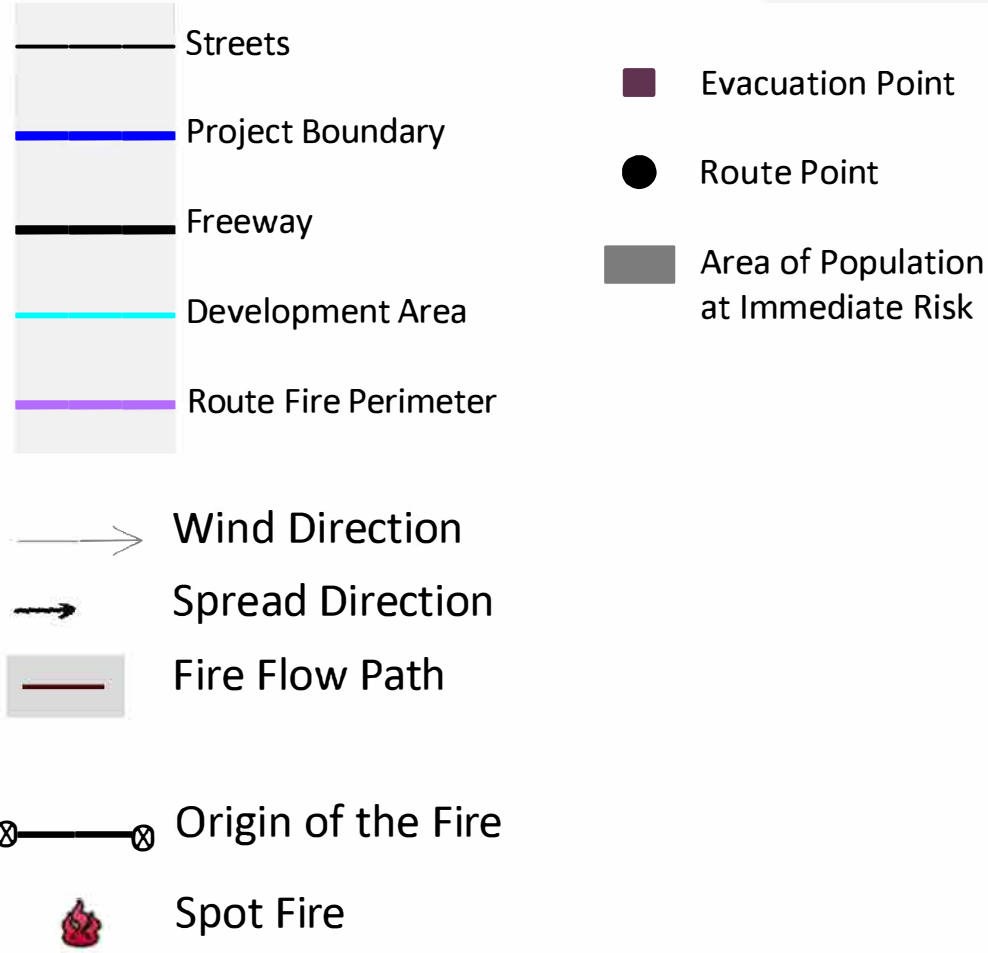 Streets
Project Boundary
Freeway
Development Area
Route Fire Perimeter
Evacuation Point
Route Point
Area of Population
at Immediate Risk
Wind Direction
Spread Direction
Fire Flow Path
Origin of the Fire
Spot Fire